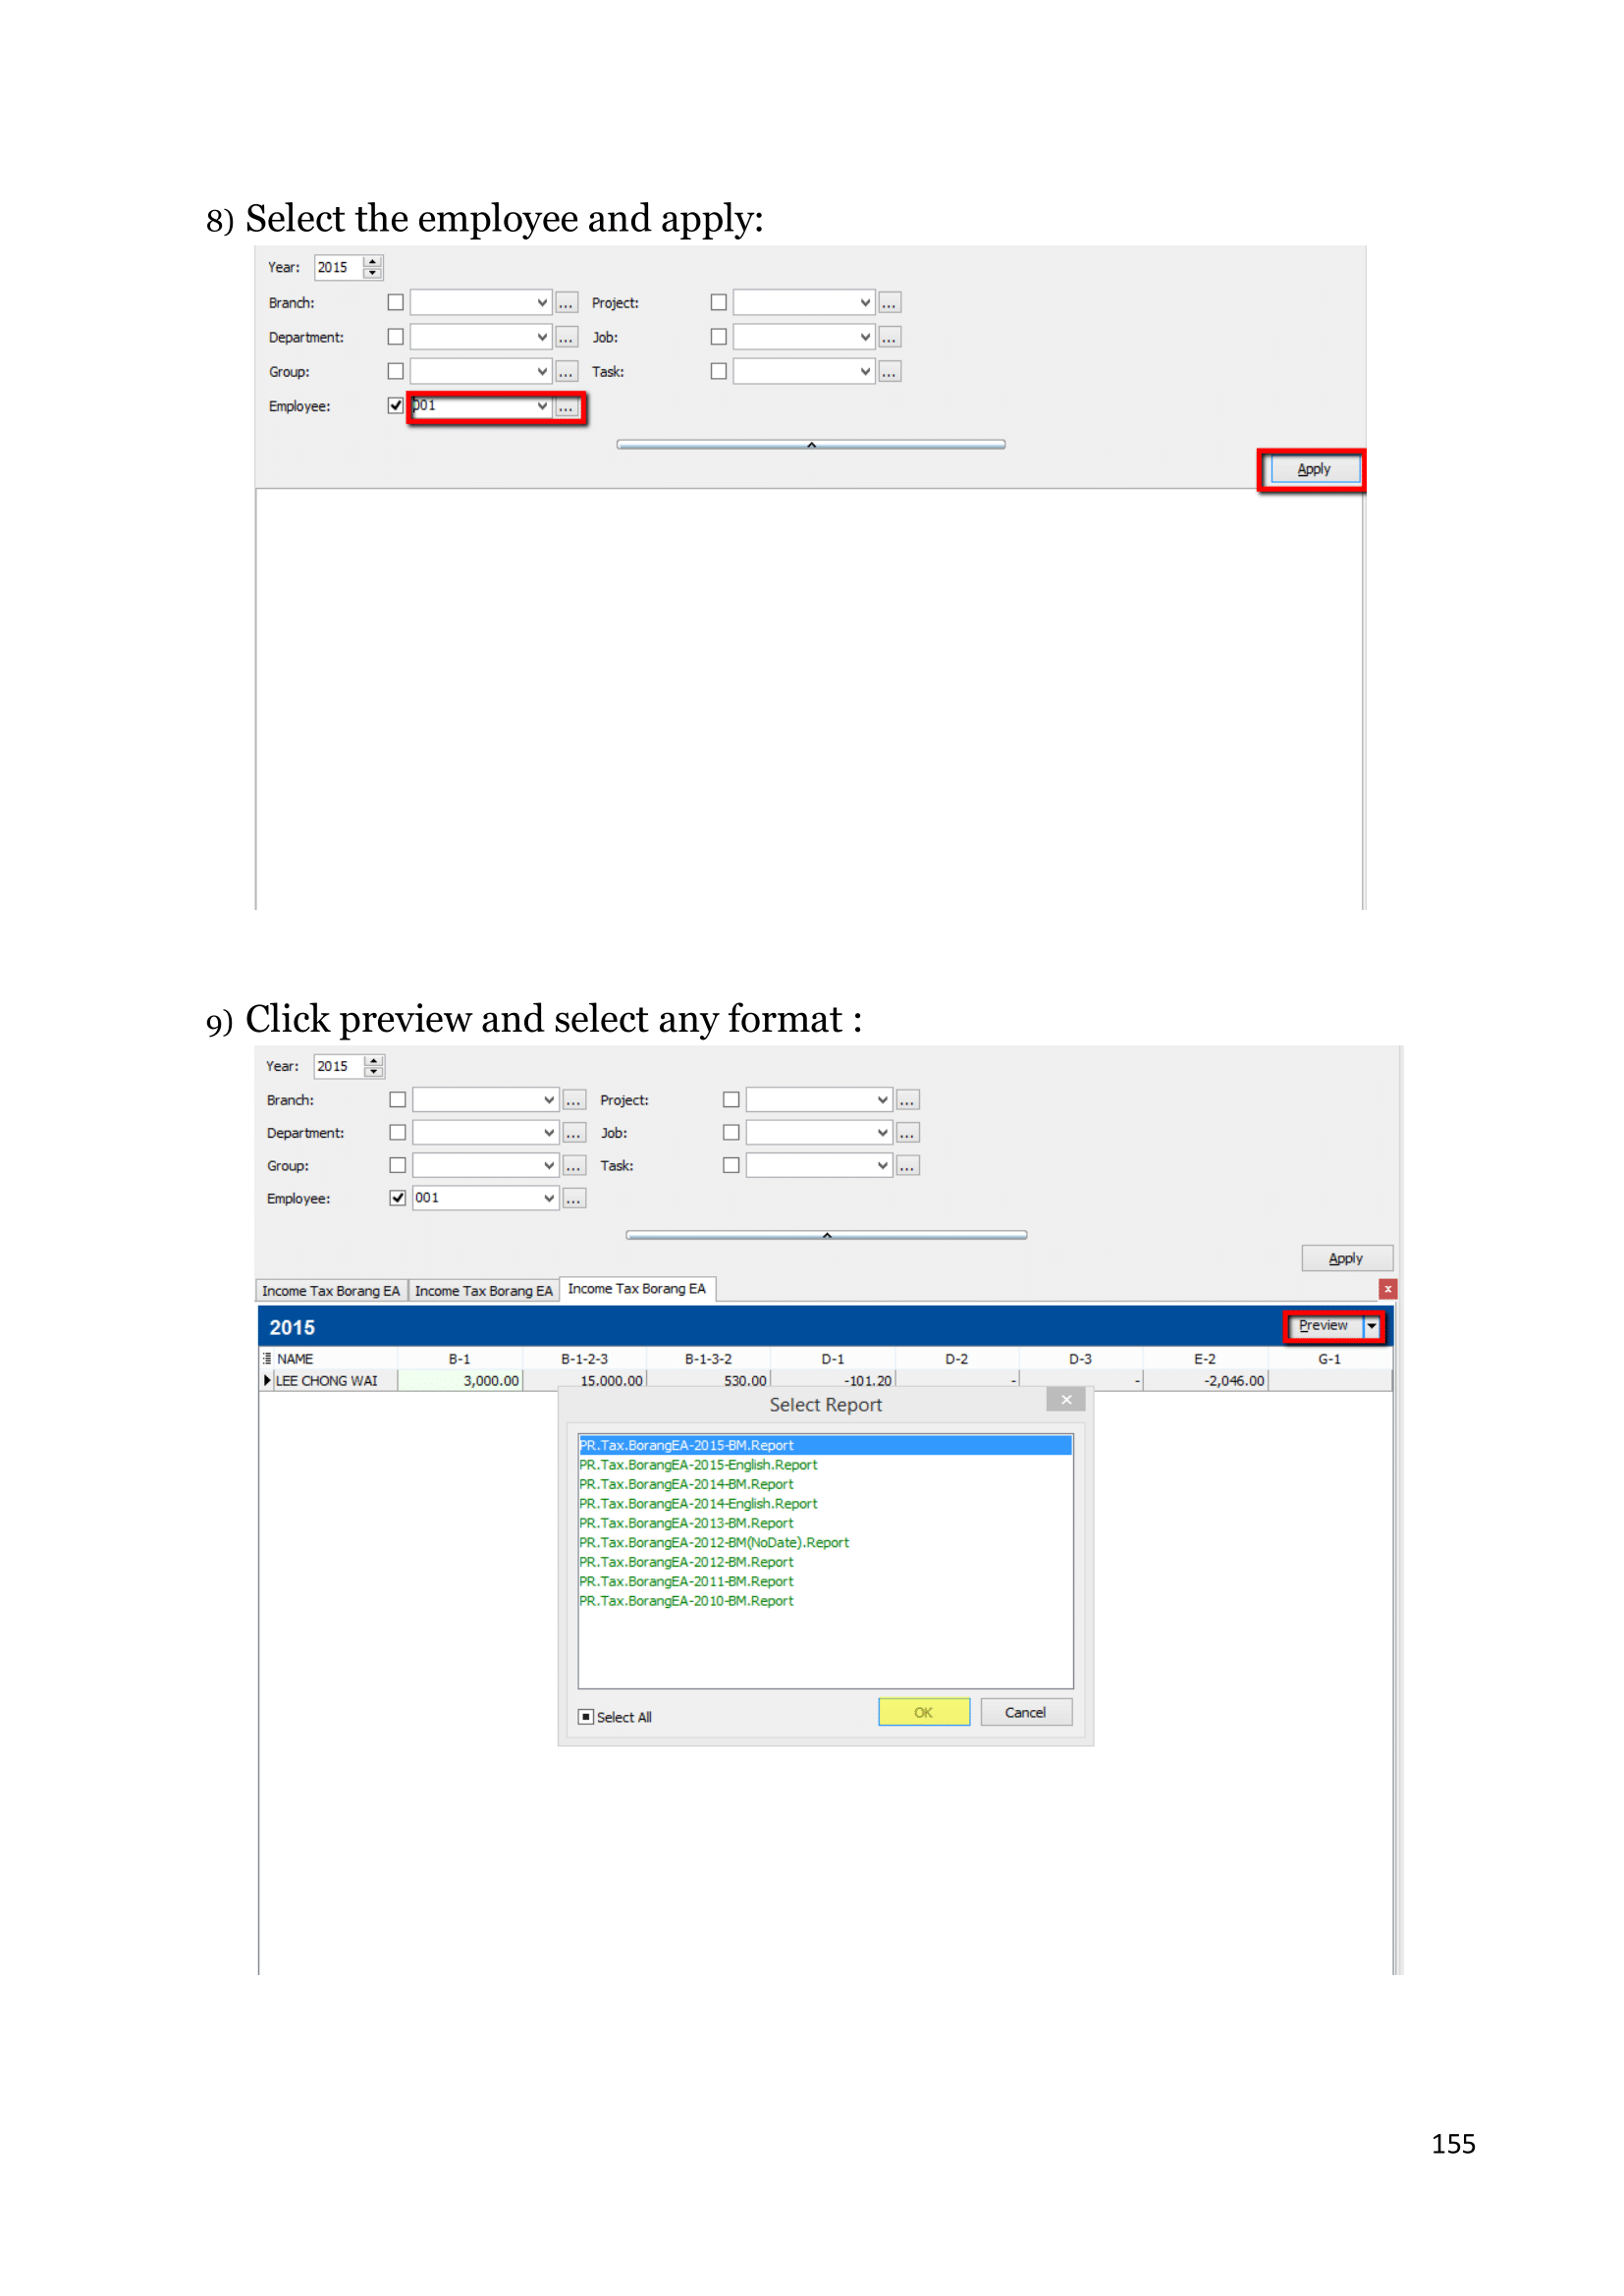 8) Select the employee and apply:
Year: 2015
Branch: ... Project: ...
Department: ... Job: ...
Group: ... Task: ...
Employee: 001 ...
Apply
9) Click preview and select any format :
Year: 2015
Branch: ... Project: ...
Department: ... Job: ...
Group: ... Task: ...
Employee: 001 ...
Apply
Income Tax Borang EA Income Tax Borang EA Income Tax Borang EA x
2015 Preview
NAME B-1 B-1-2-3 B-1-3-2 D-1 D-2 D-3 E-2 G-1
LEE CHONG WAI 3,000.00 15,000.00 530.00 -101.20 - - -2,046.00
Select Report
PR.Tax.BorangEA-2015-BM.Report
PR.Tax.BorangEA-2015-English.Report
PR.Tax.BorangEA-2014-BM.Report
PR.Tax.BorangEA-2014-English.Report
PR.Tax.BorangEA-2013-BM.Report
PR.Tax.BorangEA-2012-BM(NoDate).Report
PR.Tax.BorangEA-2012-BM.Report
PR.Tax.BorangEA-2011-BM.Report
PR.Tax.BorangEA-2010-BM.Report
Select All OK Cancel
155